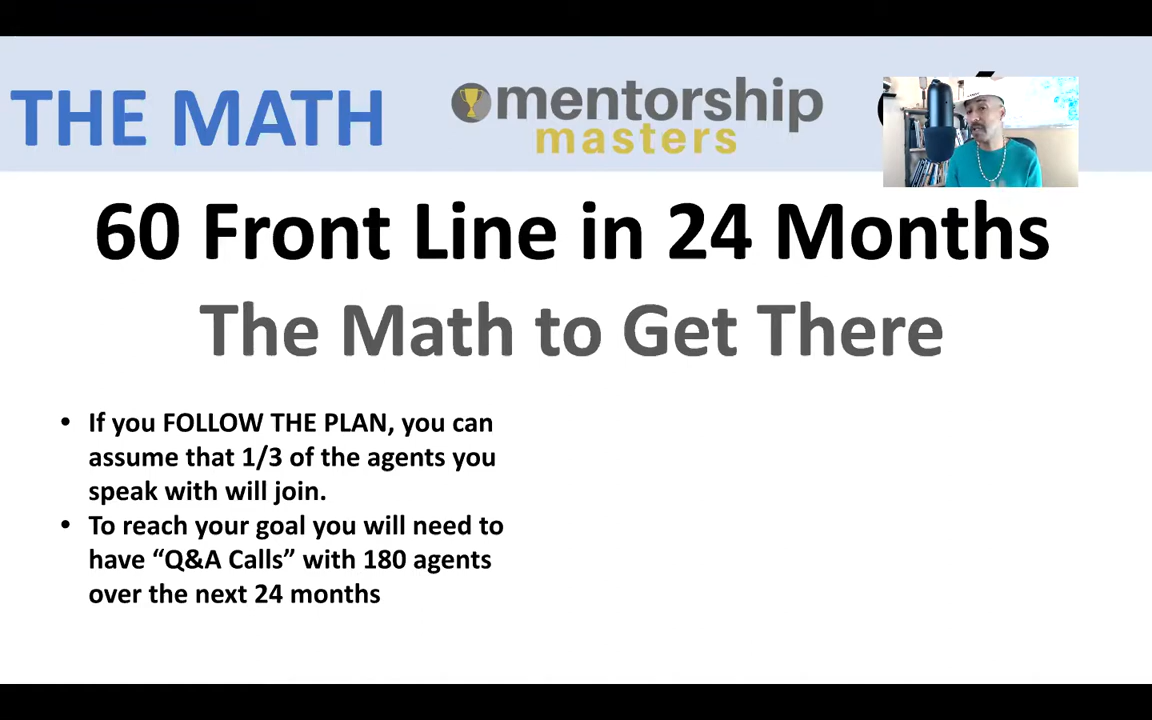 THE MATH
mentorship
masters
60 Front Line in 24 Months
The Math to Get There
• If you FOLLOW THE PLAN, you can
assume that 1/3 of the agents you
speak with will join.
• To reach your goal you will need to
have “Q&A Calls” with 180 agents
over the next 24 months